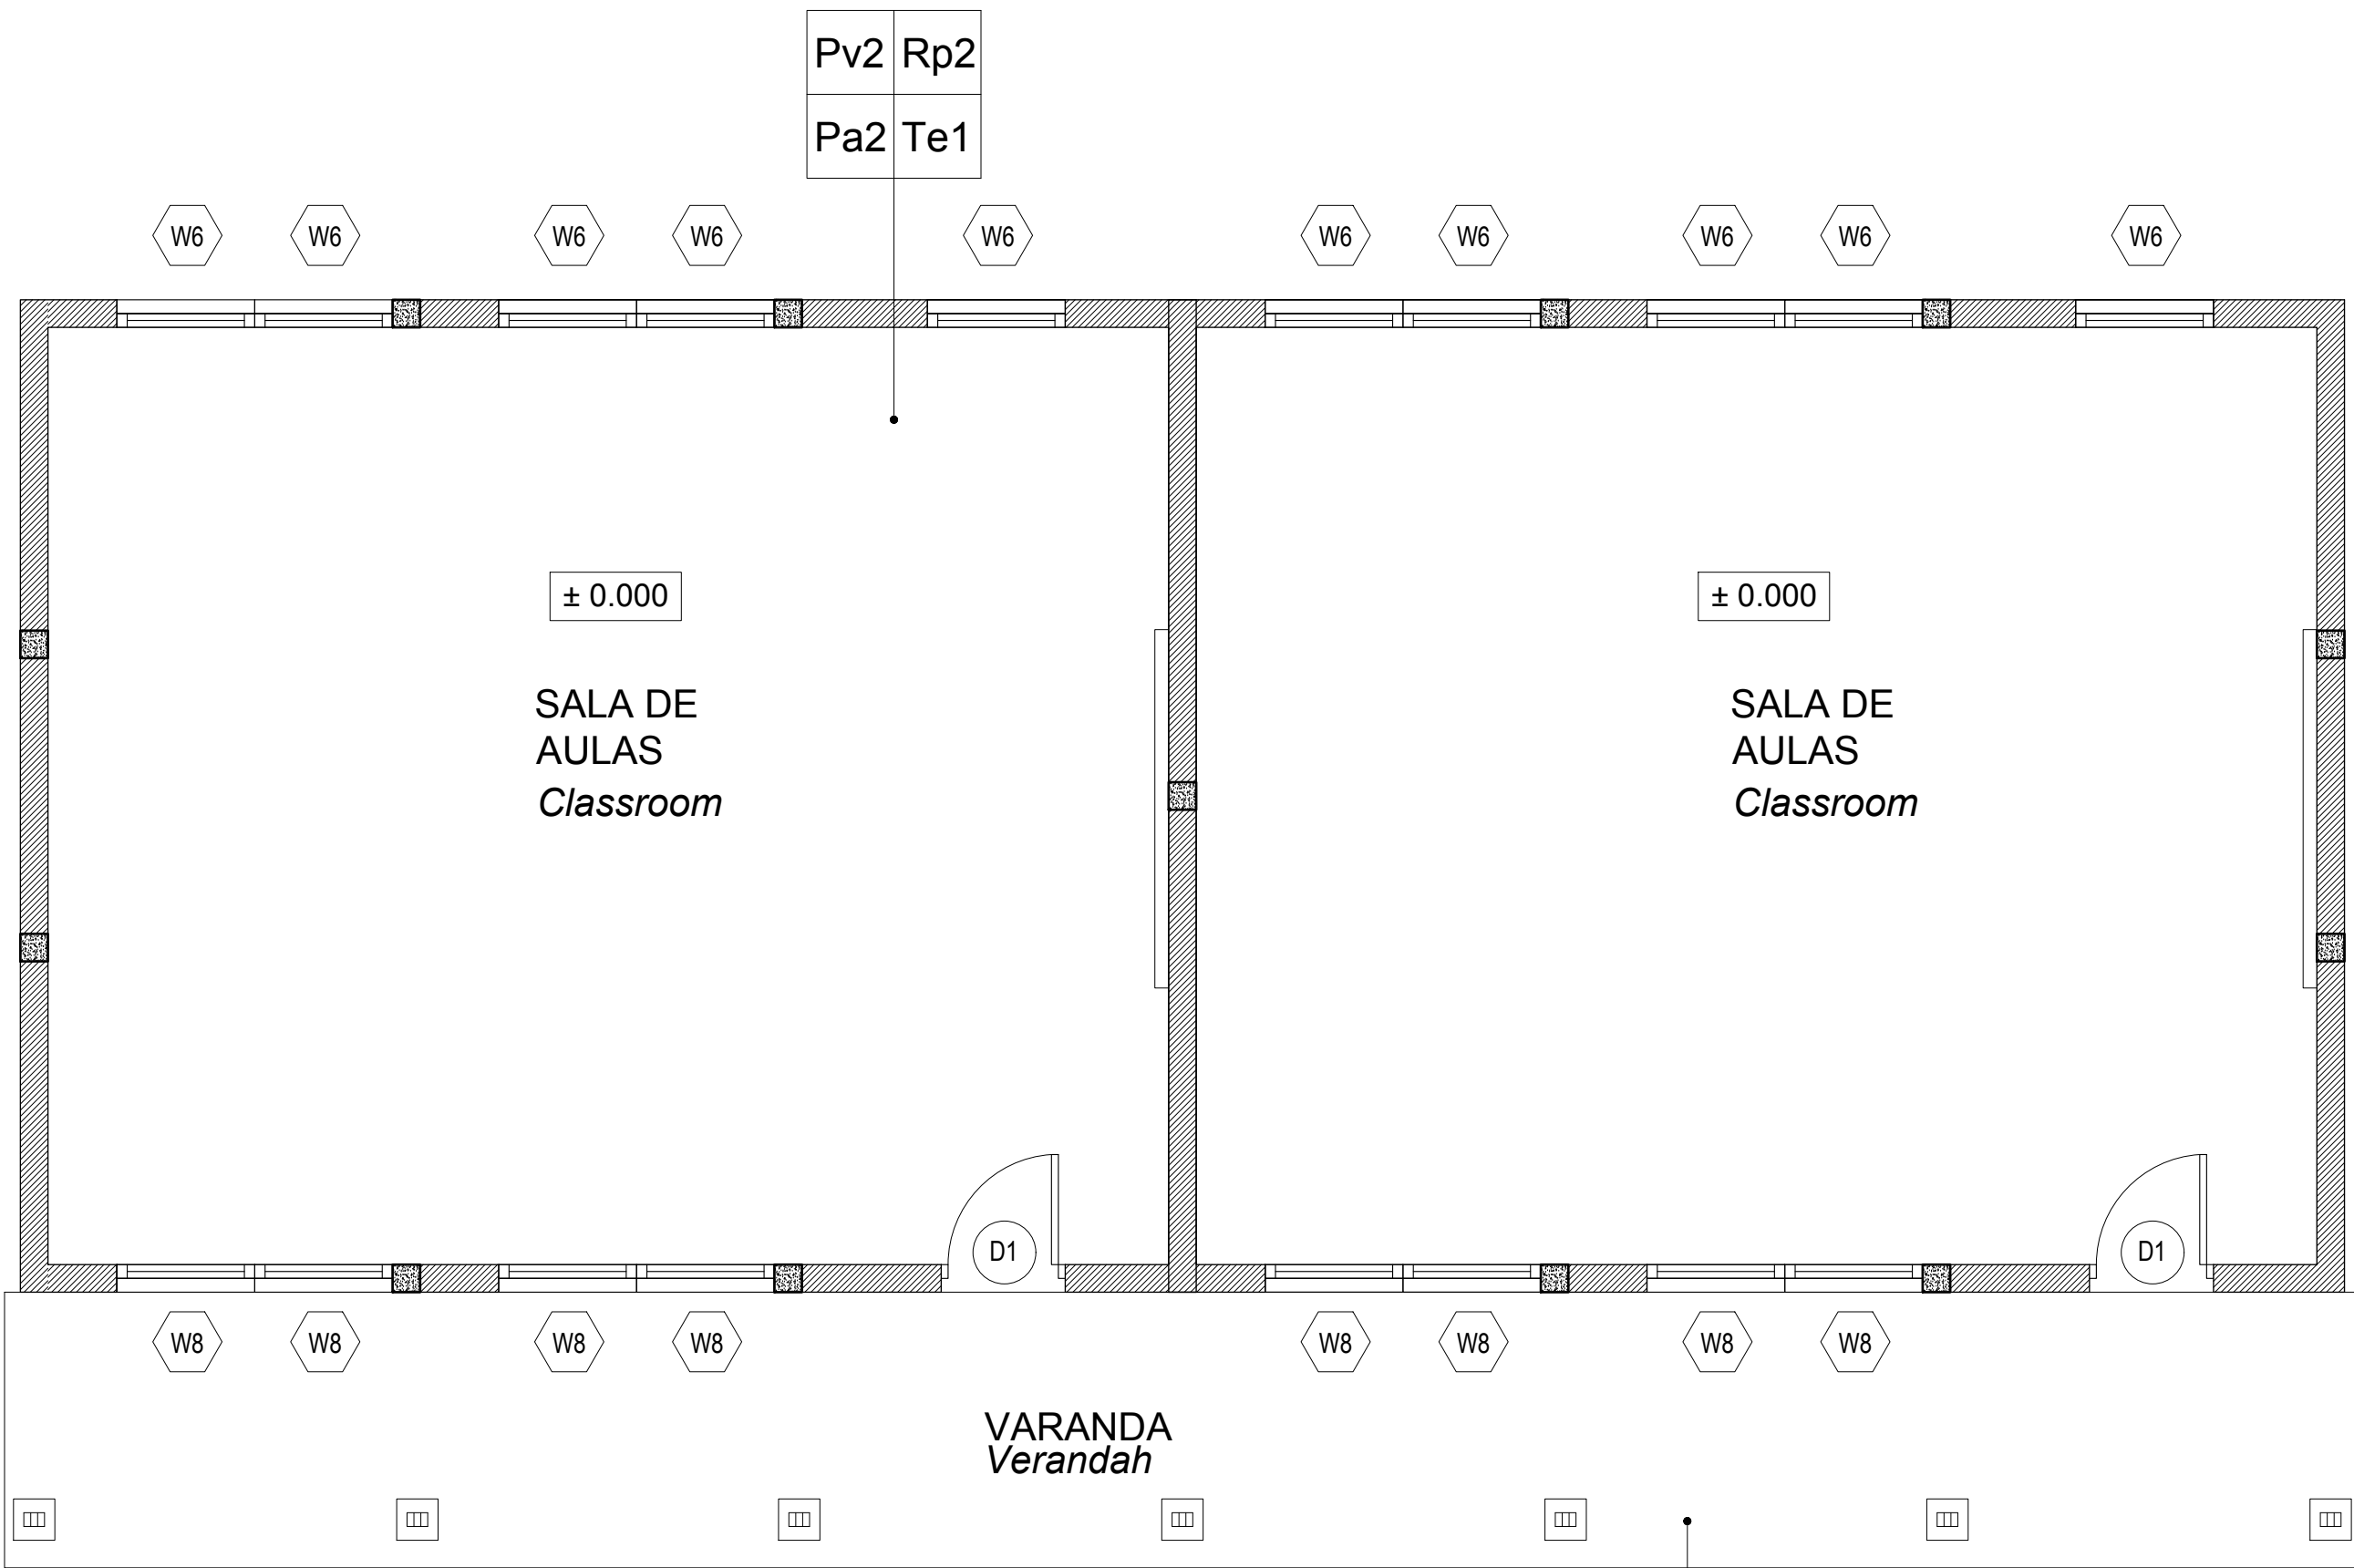 Pv2 Rp2
Pa2 Te1
W6 W6 W6 W6 W6 W6 W6 W6 W6 W6
± 0.000 ± 0.000
SALA DE
AULAS
Classroom
SALA DE
AULAS
Classroom
D1 D1
W8 W8 W8 W8 W8 W8 W8 W8
VARANDA
Verandah